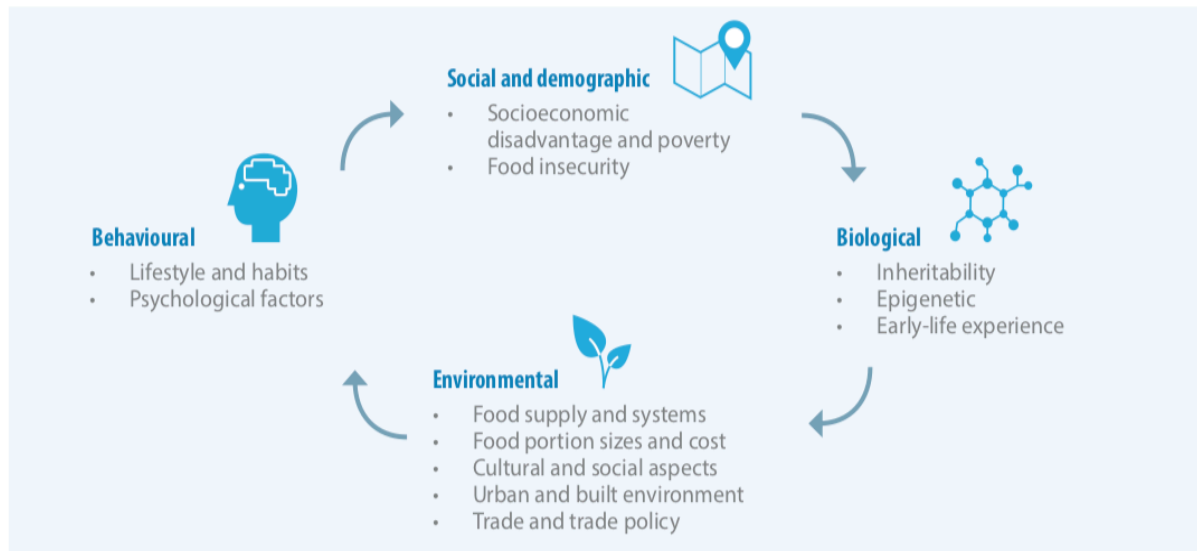 Social and demographic
• Socioeconomic
disadvantage and poverty
• Food insecurity
Biological
• Inheritability
• Epigenetic
• Early-life experience
Environmental
• Food supply and systems
• Food portion sizes and cost
• Cultural and social aspects
• Urban and built environment
• Trade and trade policy
Behavioural
• Lifestyle and habits
• Psychological factors